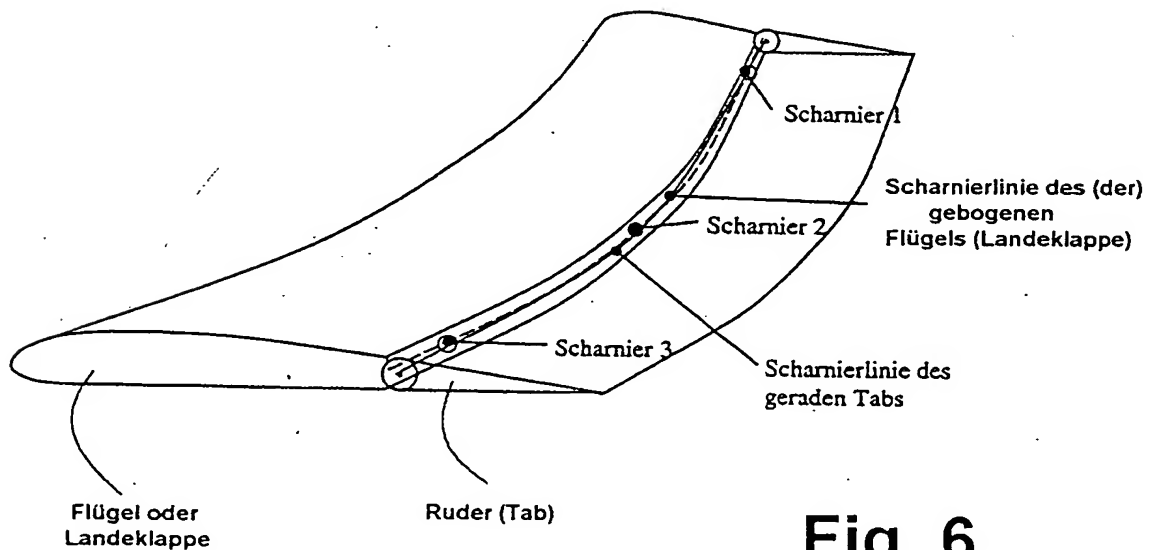 Scharnier 1
Scharnierlinie des (der)
gebogenen
Flügels (Landeklappe)
Scharnier 2
Scharnier 3
Scharnierlinie des
geraden Tabs
Flügel oder
Landeklappe
Ruder (Tab)
Fig. 6